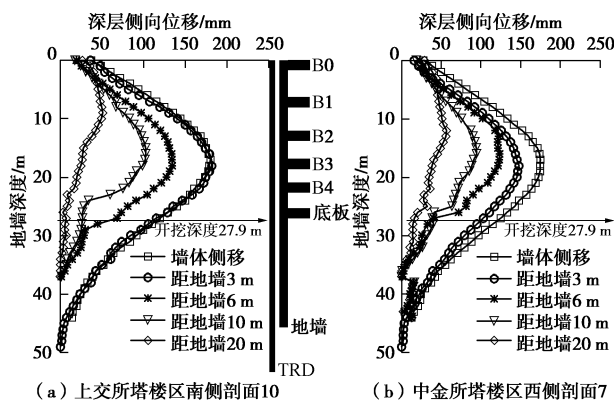 深层侧向位移/mm
0 50 100 150 200 250
0
10
20
30
40
50
地墙深度/m
开挖深度27.9 m
墙体侧移
距地墙3 m
距地墙6 m
距地墙10 m
距地墙20 m
(a) 上交所塔楼区南侧剖面10
B0
B1
B2
B3
B4
底板
地墙
TRD
深层侧向位移/mm
0 50 100 150 200 250
0
10
20
30
40
50
地墙深度/m
开挖深度27.9 m
墙体侧移
距地墙3 m
距地墙6 m
距地墙10 m
距地墙20 m
(b) 中金所塔楼区西侧剖面7